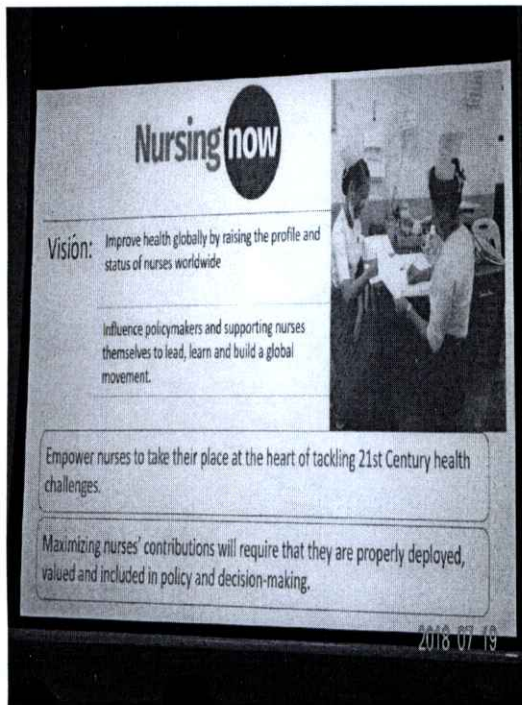 Nursing now
Visión: Improve health globally by raising the profile and
status of nurses worldwide
Influence policymakers and supporting nurses
themselves to lead, learn and build a global
movement.
Empower nurses to take their place at the heart of tackling 21st Century health
challenges.
Maximizing nurses' contributions will require that they are properly deployed,
valued and included in policy and decision-making.
2018 07 19